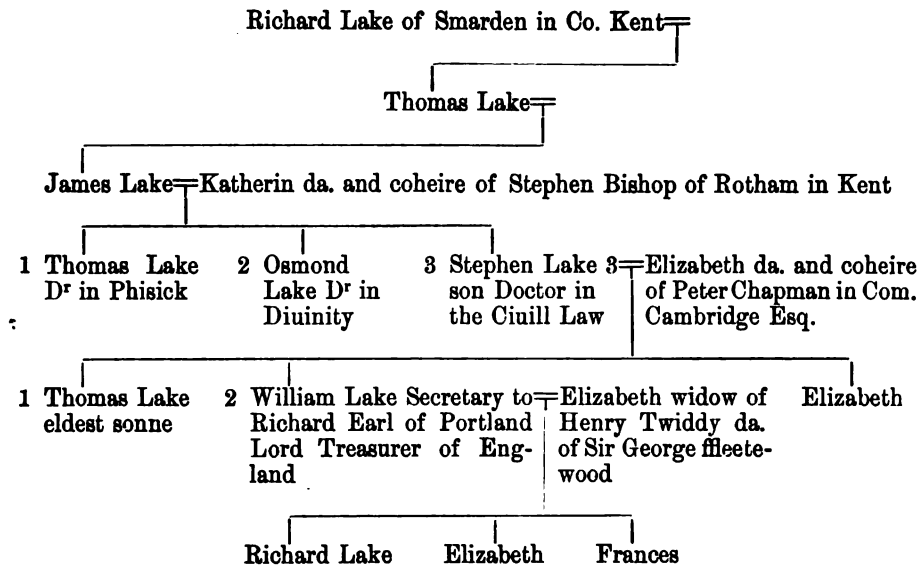 Richard Lake of Smarden in Co. Kent
Thomas Lake
James Lake Katherin da. and coheire of Stephen Bishop of Rotham in Kent
1 Thomas Lake
Dʳ in Phisick
2 Osmond
Lake Dʳ in
Diuinity
3 Stephen Lake 3
son Doctor in
the Ciuill Law
Elizabeth da. and coheire
of Peter Chapman in Com.
Cambridge Esq.
1 Thomas Lake
eldest sonne
2 William Lake Secretary to
Richard Earl of Portland
Lord Treasurer of Eng-
land
Elizabeth widow of
Henry Twiddy da.
of Sir George ffleete-
wood
Elizabeth
Richard Lake
Elizabeth
Frances